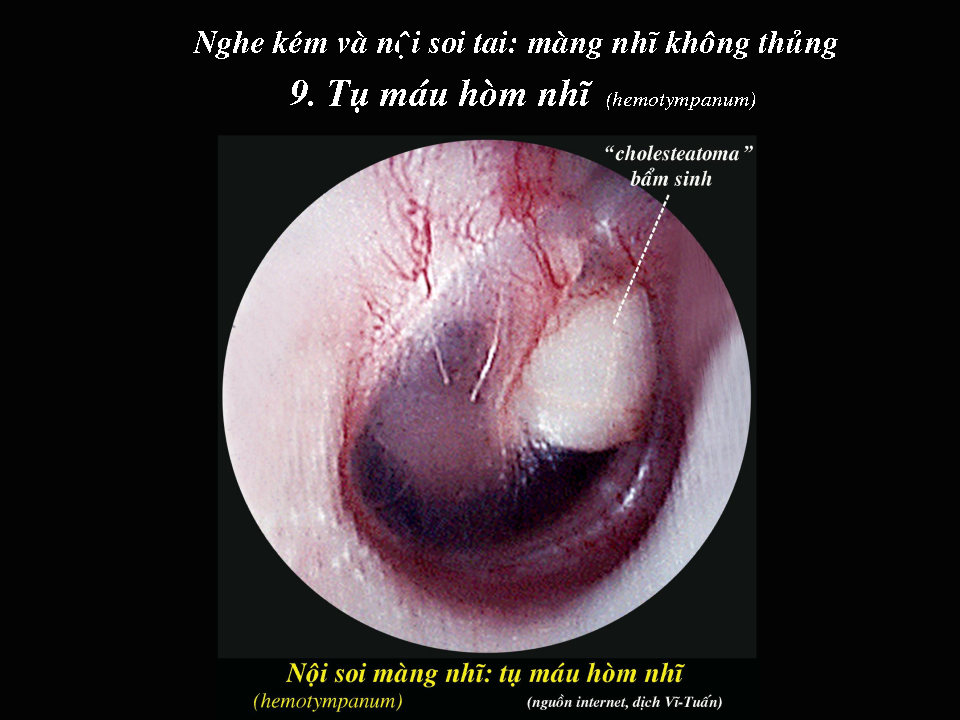 Nghe kém và nội soi tai: màng nhĩ không thủng
9. Tụ máu hòm nhĩ (hemotympanum)
“cholesteatoma”
bẩm sinh
Nội soi màng nhĩ: tụ máu hòm nhĩ
(hemotympanum) (nguồn internet, dịch Vĩ-Tuấn)